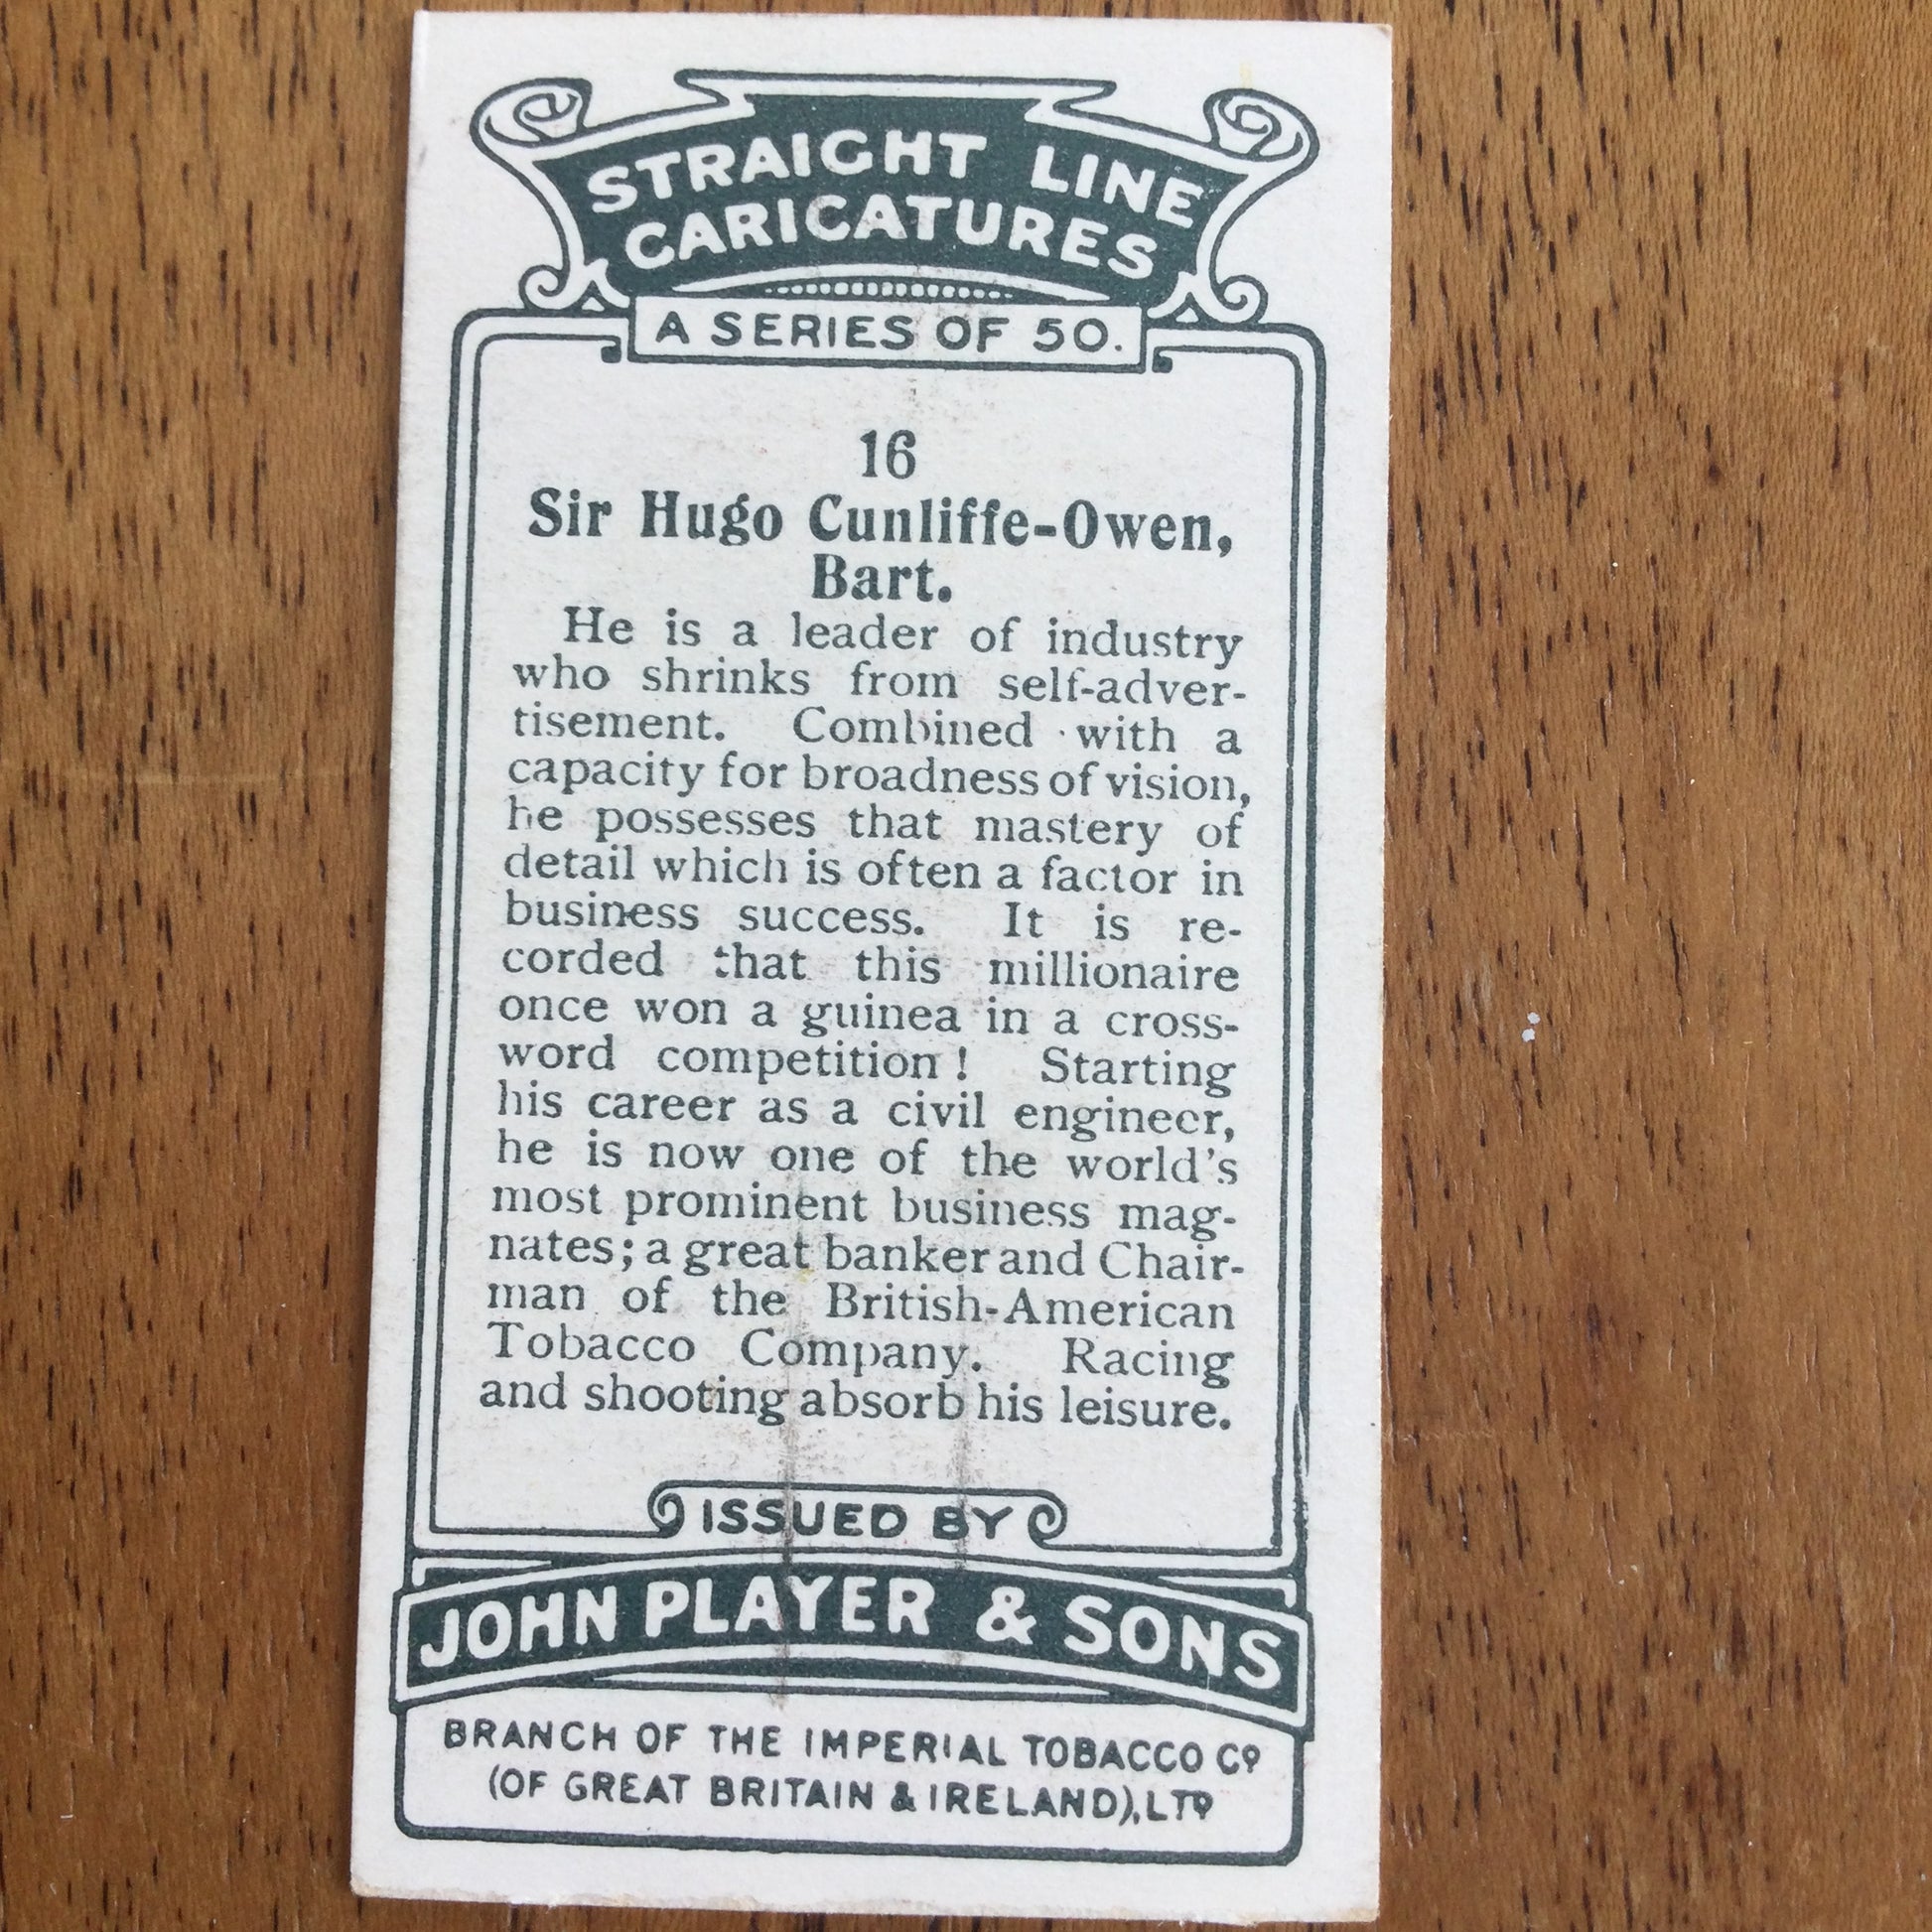 STRAIGHT LINE
CARICATURES
A SERIES OF 50.
16
Sir Hugo Cunliffe-Owen,
Bart.
He is a leader of industry
who shrinks from self-adver-
tisement. Combined with a
capacity for broadness of vision,
he possesses that mastery of
detail which is often a factor in
business success. It is re-
corded that this millionaire
once won a guinea in a cross-
word competition! Starting
his career as a civil engineer,
he is now one of the world's
most prominent business mag-
nates; a great banker and Chair-
man of the British-American
Tobacco Company. Racing
and shooting absorb his leisure.
ISSUED BY
JOHN PLAYER & SONS
BRANCH OF THE IMPERIAL TOBACCO CO
(OF GREAT BRITAIN & IRELAND), LTD